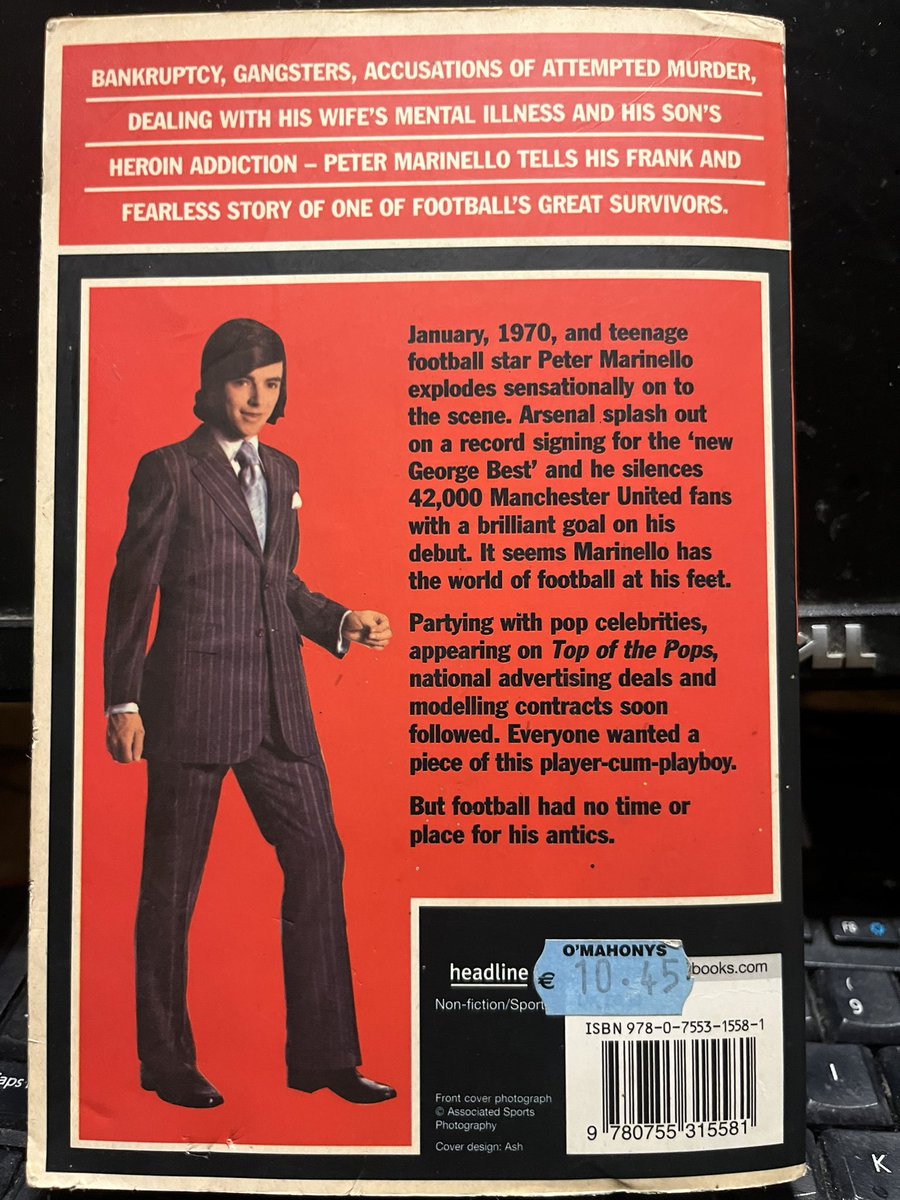 BANKRUPTCY, GANGSTERS, ACCUSATIONS OF ATTEMPTED MURDER,
DEALING WITH HIS WIFE'S MENTAL ILLNESS AND HIS SON'S
HEROIN ADDICTION – PETER MARINELLO TELLS HIS FRANK AND
FEARLESS STORY OF ONE OF FOOTBALL'S GREAT SURVIVORS.
January, 1970, and teenage
football star Peter Marinello
explodes sensationally on to
the scene. Arsenal splash out
on a record signing for the 'new
George Best' and he silences
42,000 Manchester United fans
with a brilliant goal on his
debut. It seems Marinello has
the world of football at his feet.
Partying with pop celebrities,
appearing on Top of the Pops,
national advertising deals and
modelling contracts soon
followed. Everyone wanted a
piece of this player-cum-playboy.
But football had no time or
place for his antics.
headline
O'MAHONYS
€ 10.45
books.com
Non-fiction/Sport
ISBN 978-0-7553-1558-1
9 780755 315581
Front cover photograph
© Associated Sports
Photography
Cover design: Ash
F8
9
K